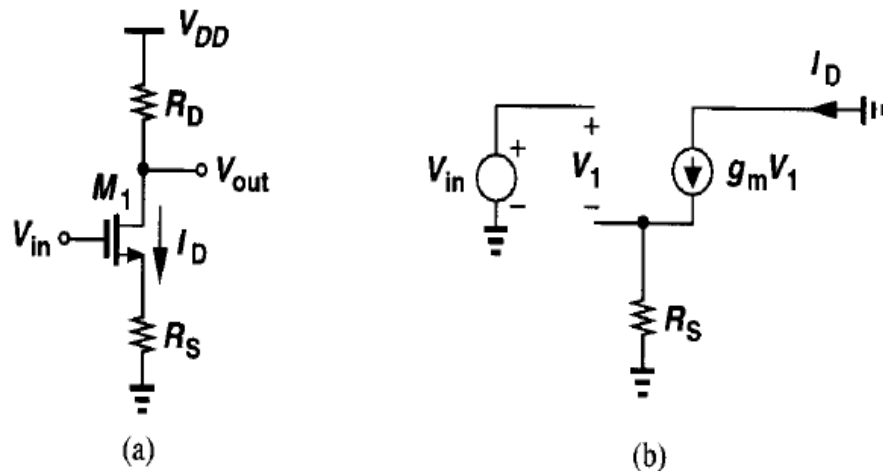 V_DD
R_D
V_out
M_1
V_in
I_D
R_S
(a)
I_D
V_in
+
−
+
V_1
−
g_mV_1
R_S
(b)